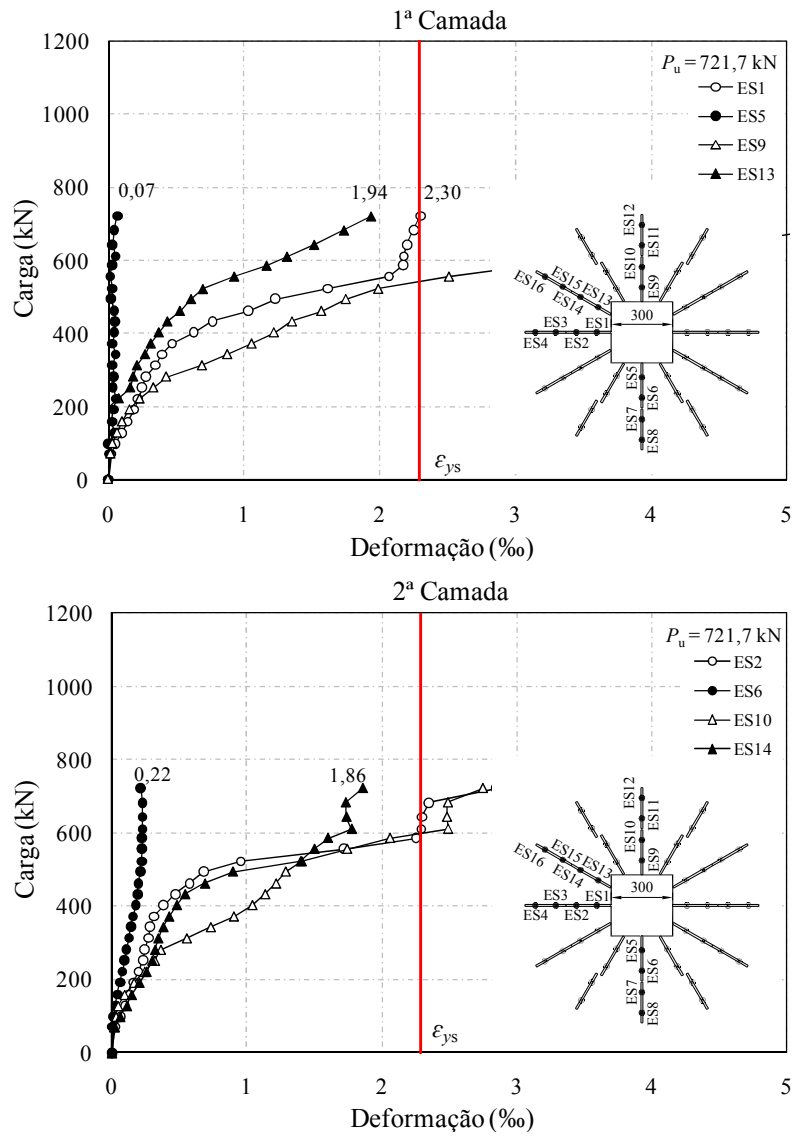 1ª Camada
1200
1000
800
600
400
200
0
Carga (kN)
0
1
2
3
4
5
Deformação (‰)
P_u = 721,7 kN
ES1
ES5
ES9
ES13
0,07
1,94
2,30
ε_ys
ES12
ES11
ES10
ES9
ES16
ES15
ES14
ES13
ES4
ES3
ES2
ES1
300
ES5
ES6
ES7
ES8
2ª Camada
1200
1000
800
600
400
200
0
Carga (kN)
0
1
2
3
4
5
Deformação (‰)
P_u = 721,7 kN
ES2
ES6
ES10
ES14
0,22
1,86
ε_ys
ES12
ES11
ES10
ES9
ES16
ES15
ES14
ES13
ES4
ES3
ES2
ES1
300
ES5
ES6
ES7
ES8